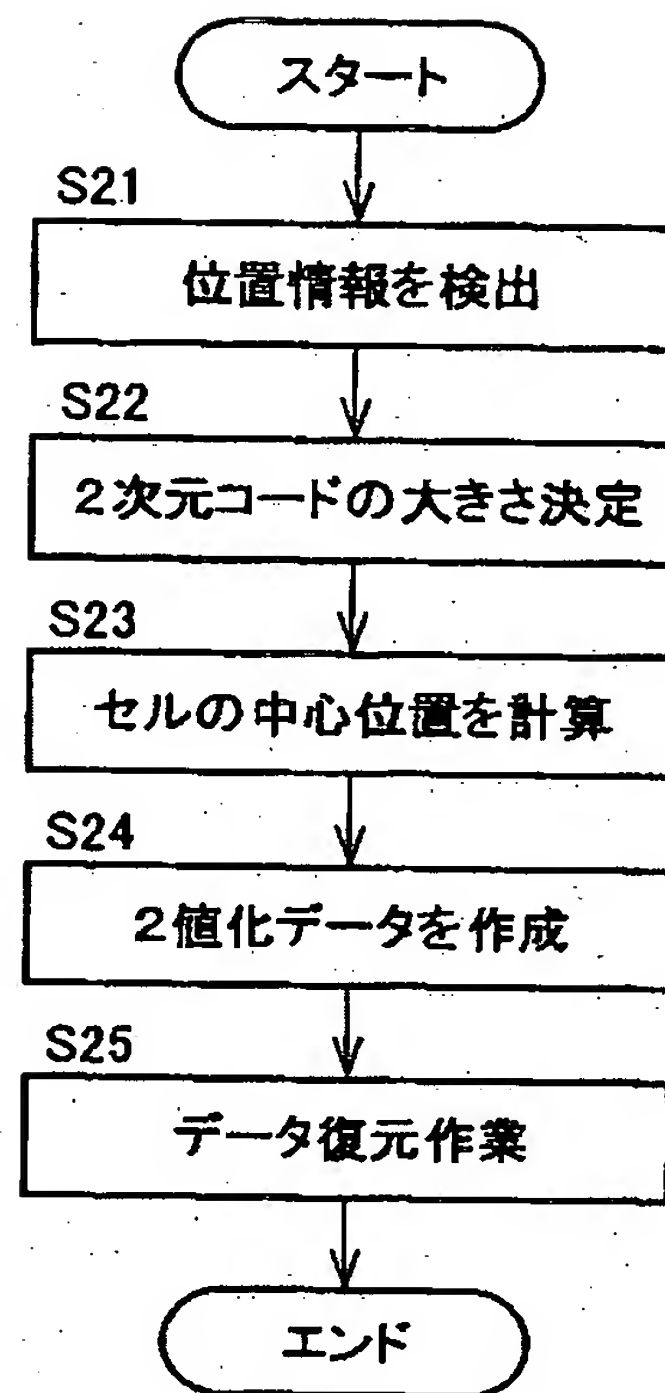 スタート
S21
位置情報を検出
S22
2次元コードの大きさ決定
S23
セルの中心位置を計算
S24
2値化データを作成
S25
データ復元作業
エンド